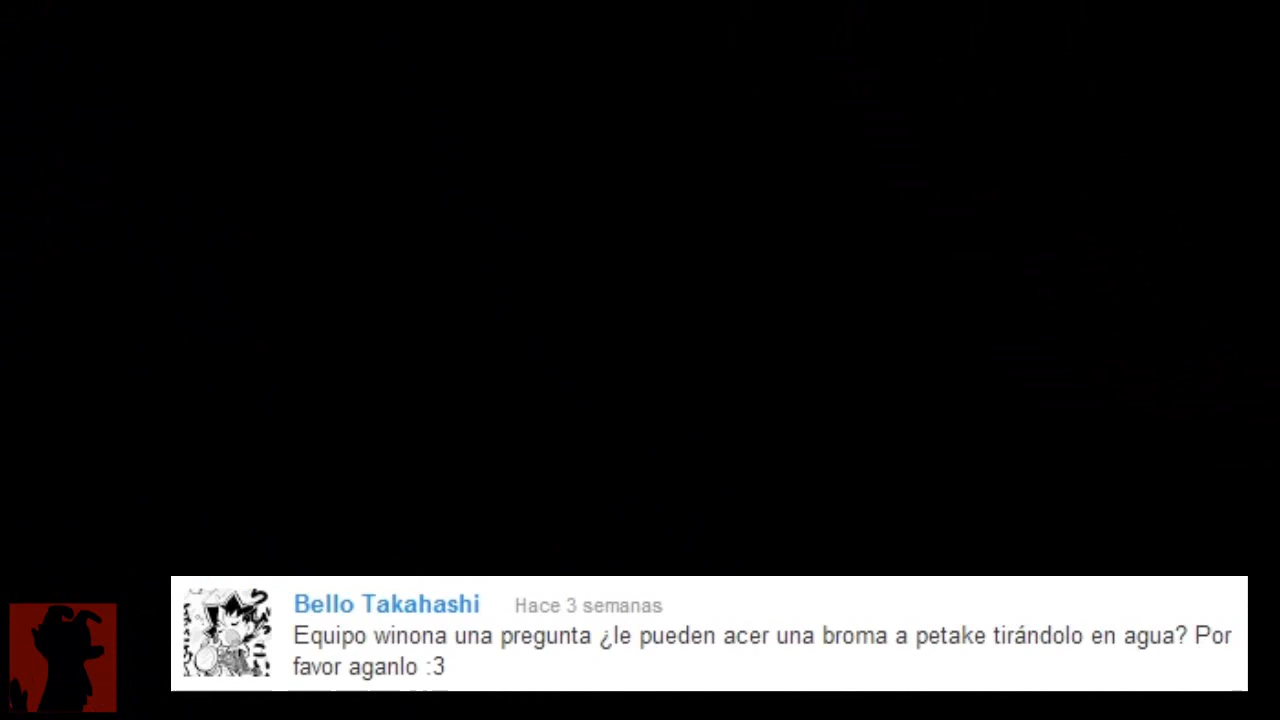 Bello Takahashi Hace 3 semanas
Equipo winona una pregunta ¿le pueden acer una broma a petake tirándolo en agua? Por
favor aganlo :3